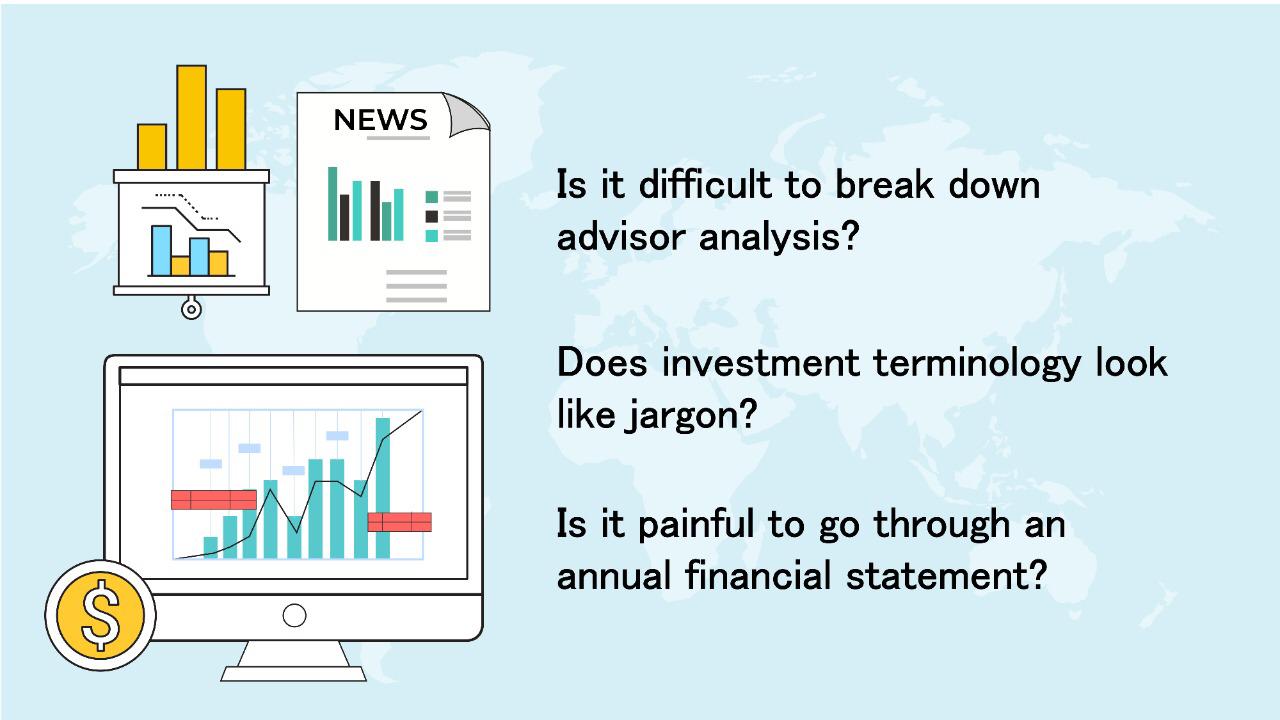 NEWS
Is it difficult to break down
advisor analysis?
Does investment terminology look
like jargon?
Is it painful to go through an
annual financial statement?
$